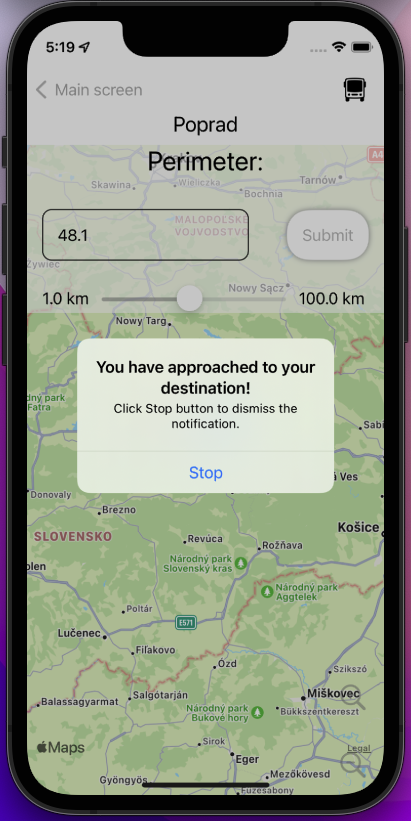 5:19
Main screen
Poprad
Perimeter:
A4
Skawina
Wieliczka
Tarnów
Bochnia
MAŁOPOLSKÉ
VOJVODSTVO
48.1
Submit
Żywiec
Nowy Sącz
1.0 km
100.0 km
Nowy Targ
You have approached to your
destination!
Click Stop button to dismiss the
notification.
Stop
dný park
Fatra
Sabi
á Ves
Donovaly
Brezno
Košice
SLOVENSKO
Revúca
Rožňava
olen
Národný park
Slovenský kras
Národný park
Aggtelek
Poltár
E571
Lučenec
Fiľakovo
Ózd
Szikszó
Salgótarján
Miškovec
Balassagyarmat
Národný park
Bukové hory
Bükkszentkereszt
Sirok
Maps
Legal
Eger
Gyöngyös
Mezőkövesd
Füzesabony